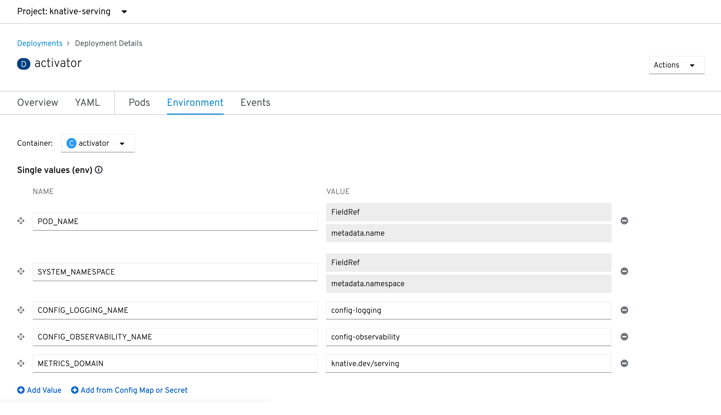 Project: knative-serving
Deployments > Deployment Details
D activator
Actions
Overview YAML Pods Environment Events
Container: C activator
Single values (env)
NAME VALUE
POD_NAME FieldRef
metadata.name
SYSTEM_NAMESPACE FieldRef
metadata.namespace
CONFIG_LOGGING_NAME config-logging
CONFIG_OBSERVABILITY_NAME config-observability
METRICS_DOMAIN knative.dev/serving
Add Value Add from Config Map or Secret